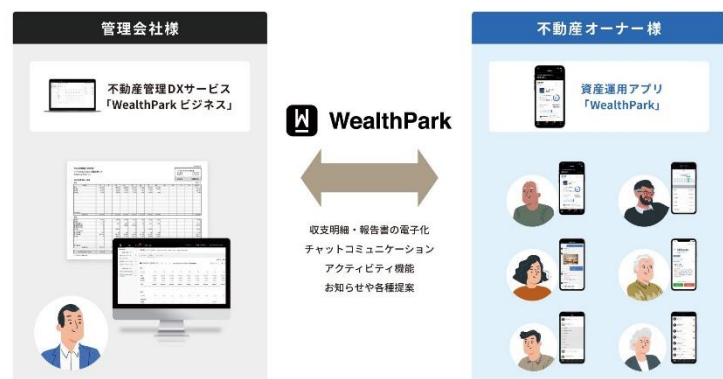 管理会社様
不動産管理DXサービス
「WealthPark ビジネス」
WealthPark
収支明細・報告書の電子化
チャットコミュニケーション
アクティビティ機能
お知らせや各種提案
不動産オーナー様
資産運用アプリ
「WealthPark」